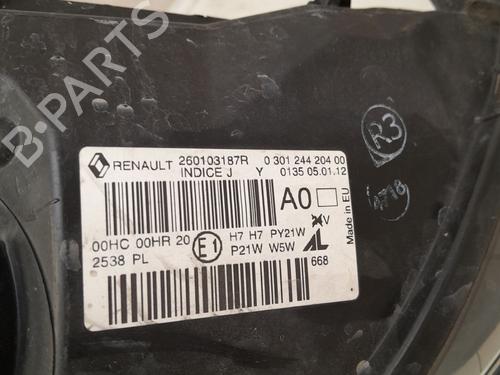 RENAULT 260103187R 0 301 244 204 00
INDICE J Y 0135 05.01.12
A0
Made in EU
V
00HC 00HR 20 E1 H7 H7 PY21W
2538 PL P21W W5W AL
668
R3
B-PARTS